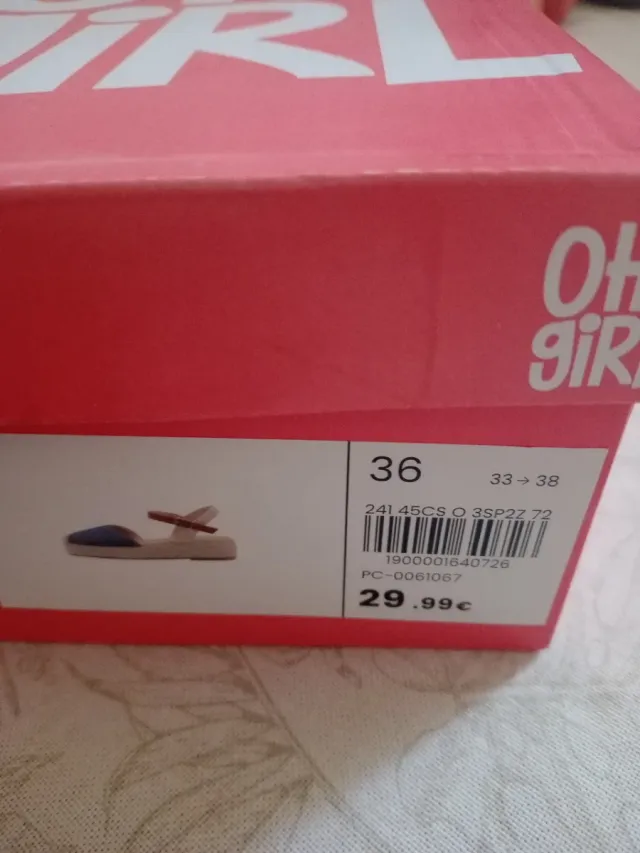 GIRL
OH
giRL
36
33 → 38
241 45CS O 3SP2Z 72
1900001640726
PC-0061067
29.99€